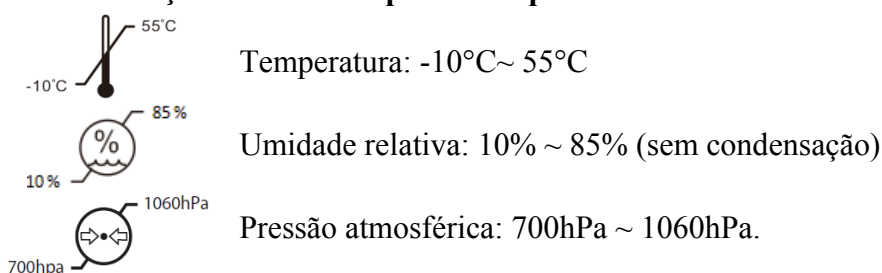 55°C
-10°C
Temperatura: -10°C~ 55°C
85%
%
10%
Umidade relativa: 10% ~ 85% (sem condensação)
1060hPa
700hpa
Pressão atmosférica: 700hPa ~ 1060hPa.